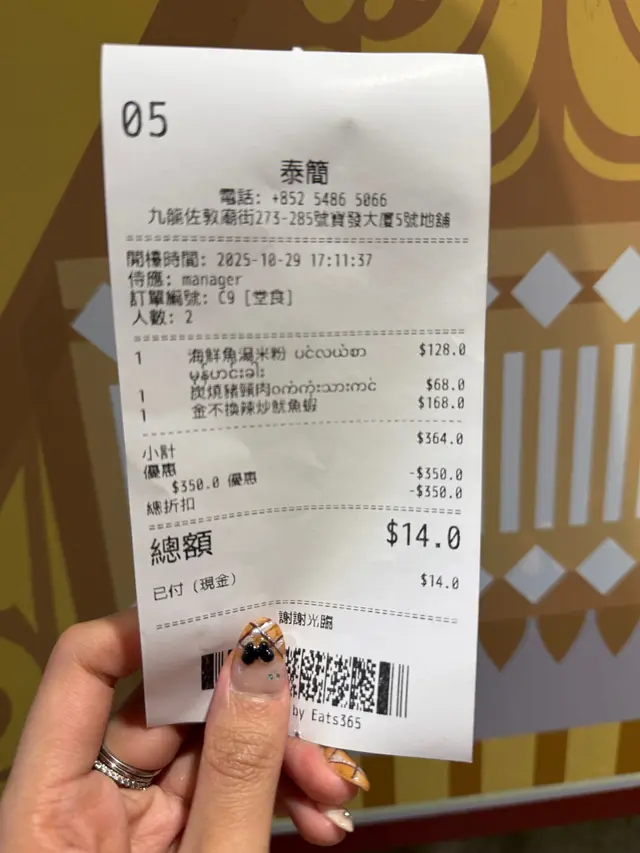 05
泰簡
電話: +852 5486 5066
九龍佐敦廟街273-285號寶發大廈5號地舖
開檯時間: 2025-10-29 17:11:37
侍應: manager
訂單編號: C9 [堂食]
人數: 2
1 海鮮魚湯米粉 ပင်လယ်စာ $128.0
မုန့်ဟင်းခါး
1 炭燒豬頸肉ဝက်ကုံးသားကင် $68.0
1 金不換辣炒魷魚蝦 $168.0
小計 $364.0
優惠
$350.0 優惠 -$350.0
總折扣 -$350.0
總額 $14.0
已付 (現金) $14.0
謝謝光臨
by Eats365